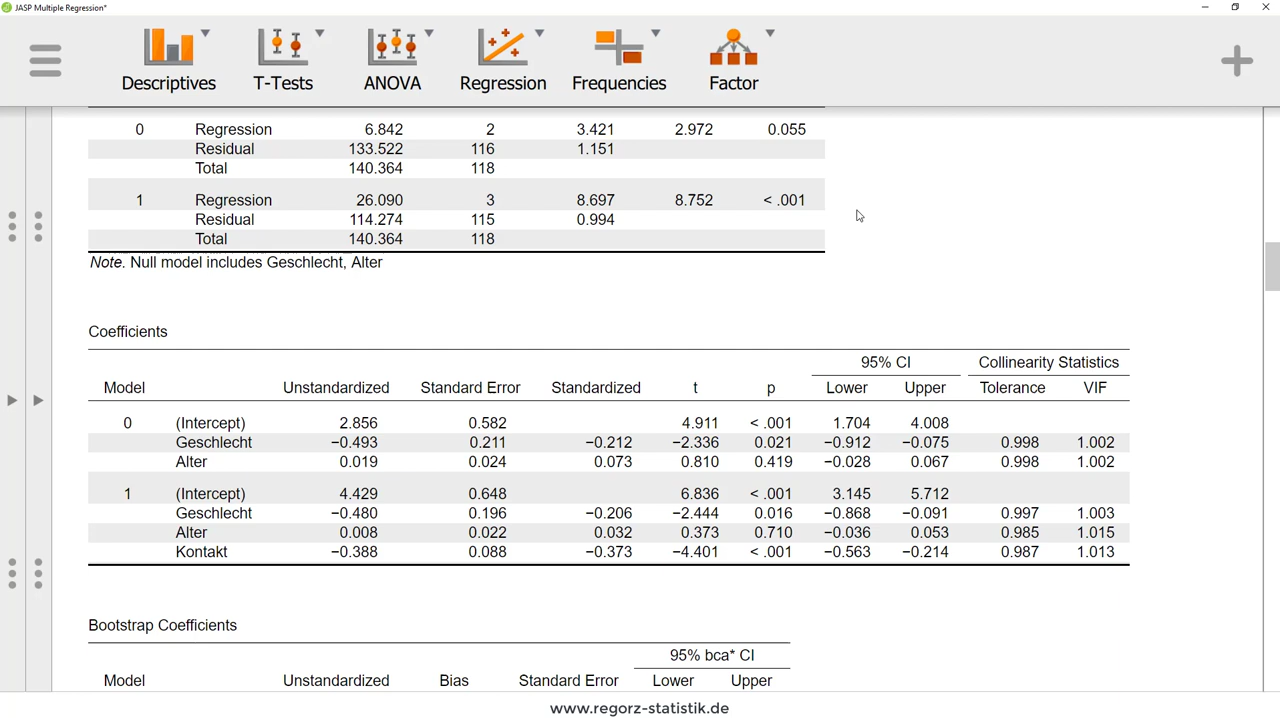 JASP Multiple Regression*
Descriptives T-Tests ANOVA Regression Frequencies Factor
0 Regression 6.842 2 3.421 2.972 0.055
Residual 133.522 116 1.151
Total 140.364 118
1 Regression 26.090 3 8.697 8.752 < .001
Residual 114.274 115 0.994
Total 140.364 118
Note. Null model includes Geschlecht, Alter
Coefficients
95% CI Collinearity Statistics
Model Unstandardized Standard Error Standardized t p Lower Upper Tolerance VIF
0 (Intercept) 2.856 0.582 4.911 < .001 1.704 4.008
Geschlecht −0.493 0.211 −0.212 −2.336 0.021 −0.912 −0.075 0.998 1.002
Alter 0.019 0.024 0.073 0.810 0.419 −0.028 0.067 0.998 1.002
1 (Intercept) 4.429 0.648 6.836 < .001 3.145 5.712
Geschlecht −0.480 0.196 −0.206 −2.444 0.016 −0.868 −0.091 0.997 1.003
Alter 0.008 0.022 0.032 0.373 0.710 −0.036 0.053 0.985 1.015
Kontakt −0.388 0.088 −0.373 −4.401 < .001 −0.563 −0.214 0.987 1.013
Bootstrap Coefficients
95% bca* CI
Model Unstandardized Bias Standard Error Lower Upper
www.regorz-statistik.de